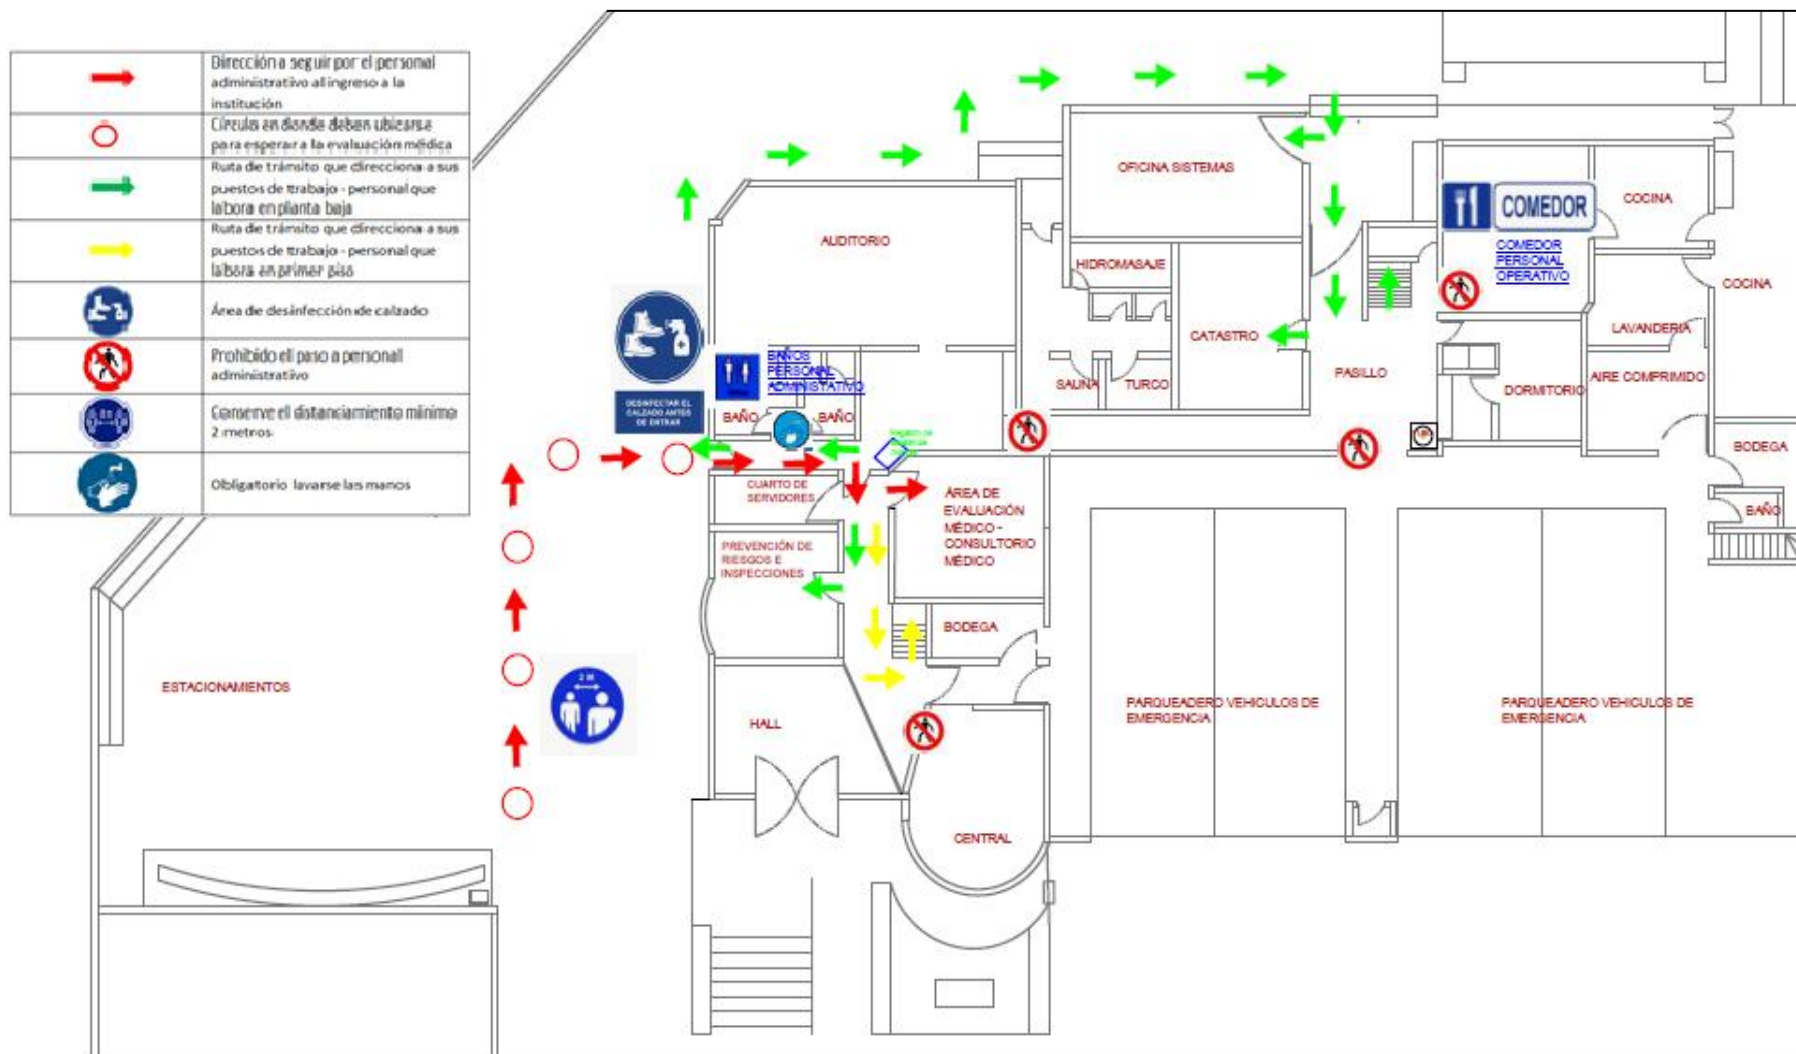 Dirección a seguir por el personal
administrativo al ingreso a la
institución
Círculo en donde deben ubicarse
para esperar a la evaluación médica
Ruta de tránsito que direcciona a sus
puestos de trabajo - personal que
labora en planta baja
Ruta de tránsito que direcciona a sus
puestos de trabajo - personal que
labora en primer piso
Área de desinfección de calzado
Prohibido el paso a personal
administrativo
Conserve el distanciamiento mínimo
2 metros.
Obligatorio lavarse las manos
OFICINA SISTEMAS
COMEDOR
COCINA
AUDITORIO
COMEDOR
PERSONAL
OPERATIVO
HIDROMASAJE
COCINA
CATASTRO
LAVANDERIA
BAÑOS
PERSONAL
ADMINISTATIVO
SAUNA
TURCO
PASILLO
DORMITORIO
AIRE COMPRIMIDO
DESINFECTAR EL
CALZADO ANTES
DE ENTRAR
BAÑO
BAÑO
BODEGA
CUARTO DE
SERVIDORES
ÁREA DE
EVALUACIÓN
MÉDICO -
CONSULTORIO
MÉDICO
BAÑO
PREVENCIÓN DE
RIESGOS E
INSPECCIONES
BODEGA
2 M
ESTACIONAMIENTOS
HALL
PARQUEADERO VEHICULOS DE
EMERGENCIA
PARQUEADERO VEHICULOS DE
EMERGENCIA
CENTRAL